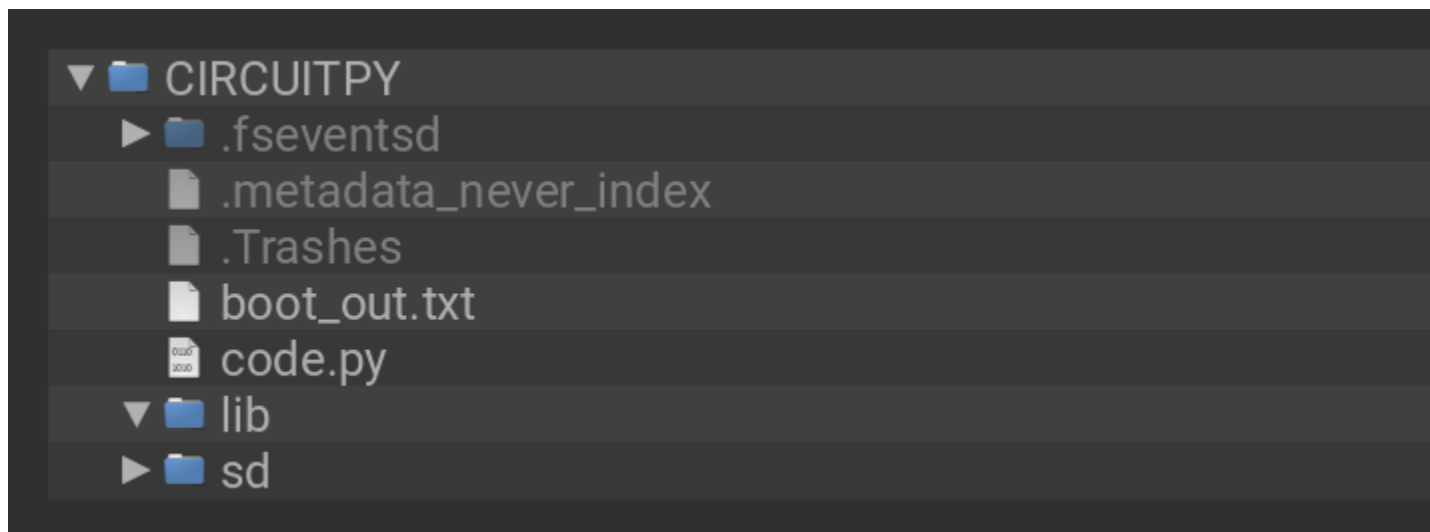 CIRCUITPY
.fseventsd
.metadata_never_index
.Trashes
boot_out.txt
code.py
lib
sd